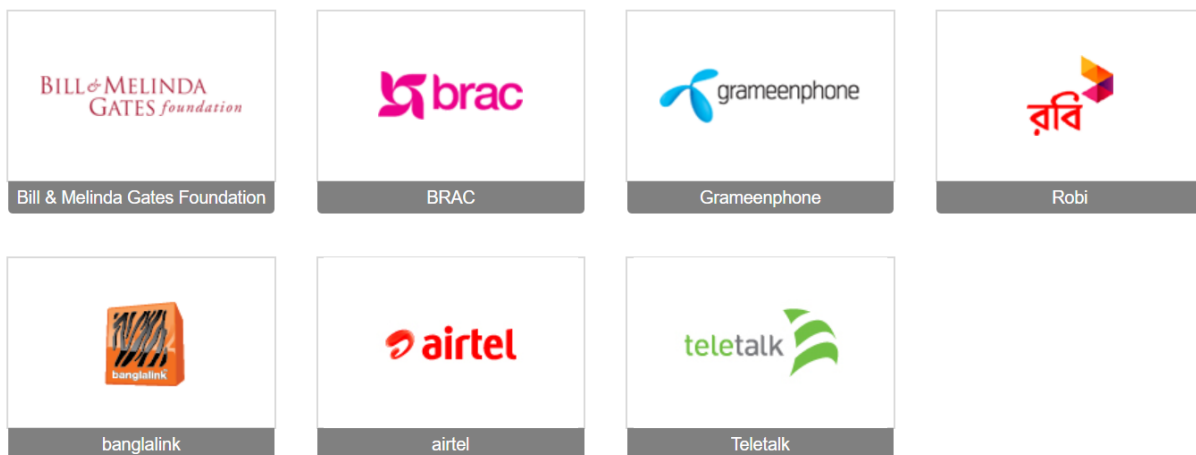 BILL & MELINDA
GATES foundation
Bill & Melinda Gates Foundation
brac
BRAC
grameenphone
Grameenphone
রবি
Robi
banglalink
banglalink
airtel
airtel
teletalk
Teletalk